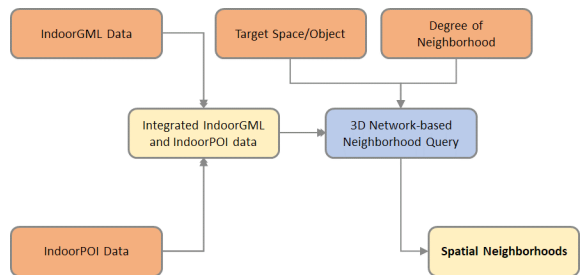 IndoorGML Data
Target Space/Object
Degree of
Neighborhood
Integrated IndoorGML
and IndoorPOI data
3D Network-based
Neighborhood Query
IndoorPOI Data
Spatial Neighborhoods